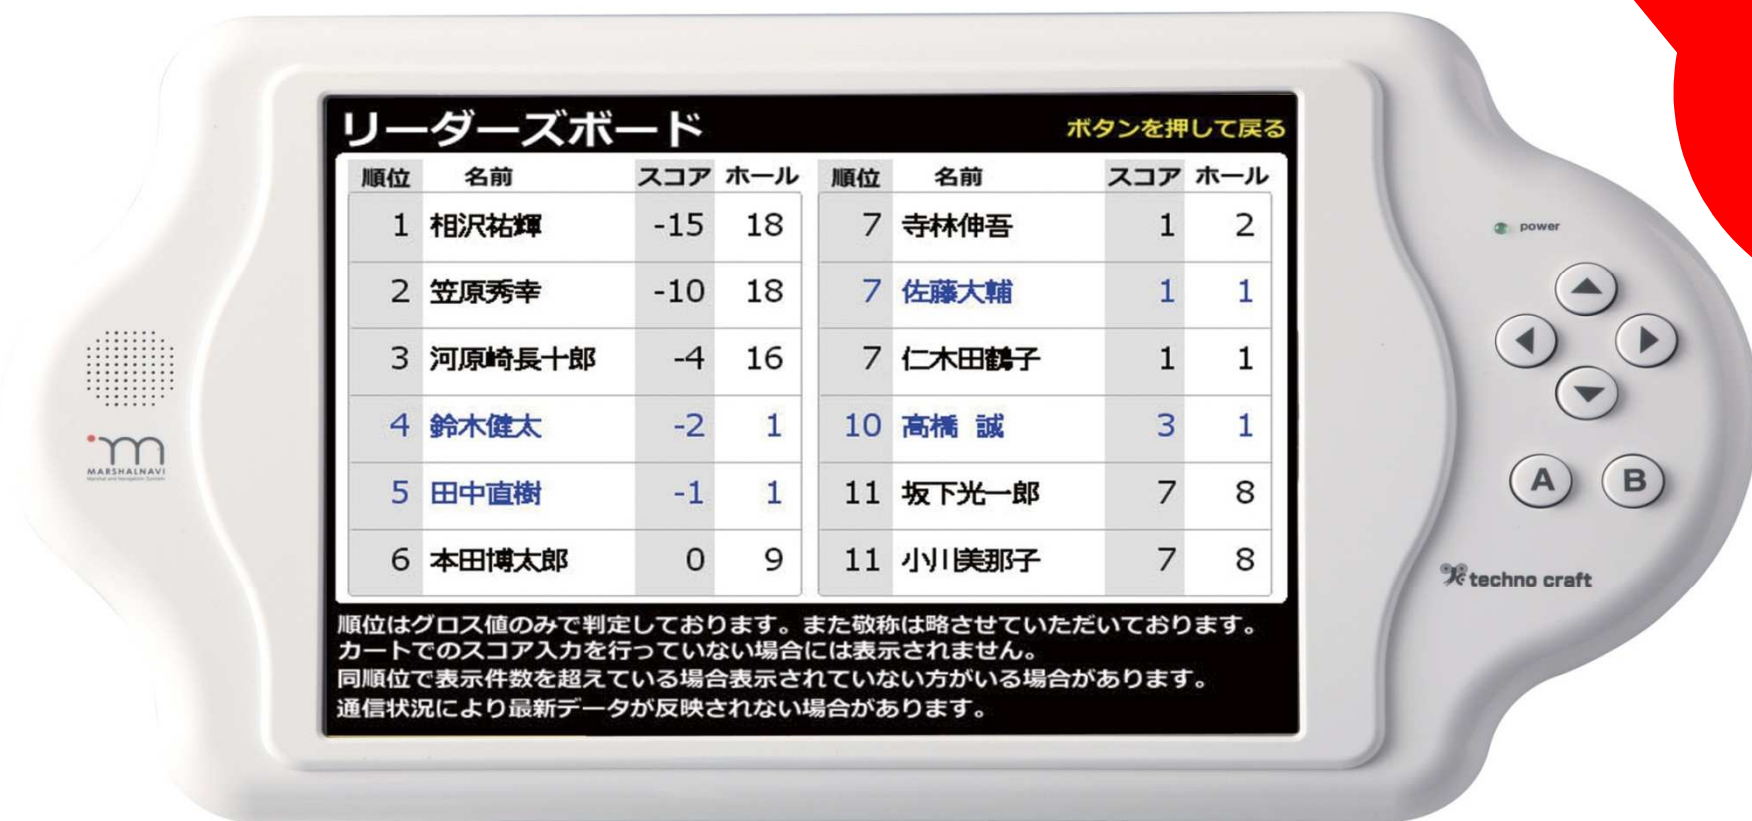 リーダーズボード
ボタンを押して戻る
順位 名前 スコア ホール 順位 名前 スコア ホール
1 相沢祐輝 -15 18 7 寺林伸吾 1 2
2 笠原秀幸 -10 18 7 佐藤大輔 1 1
3 河原崎長十郎 -4 16 7 仁木田鶴子 1 1
4 鈴木健太 -2 1 10 高橋 誠 3 1
5 田中直樹 -1 1 11 坂下光一郎 7 8
6 本田博太郎 0 9 11 小川美那子 7 8
順位はグロス値のみで判定しております。また敬称は略させていただいております。
カートでのスコア入力を行っていない場合には表示されません。
同順位で表示件数を超えている場合表示されていない方がいる場合があります。
通信状況により最新データが反映されない場合があります。
m
MARSHALNAVI
Marshal and Navigation System
power
A B
techno craft